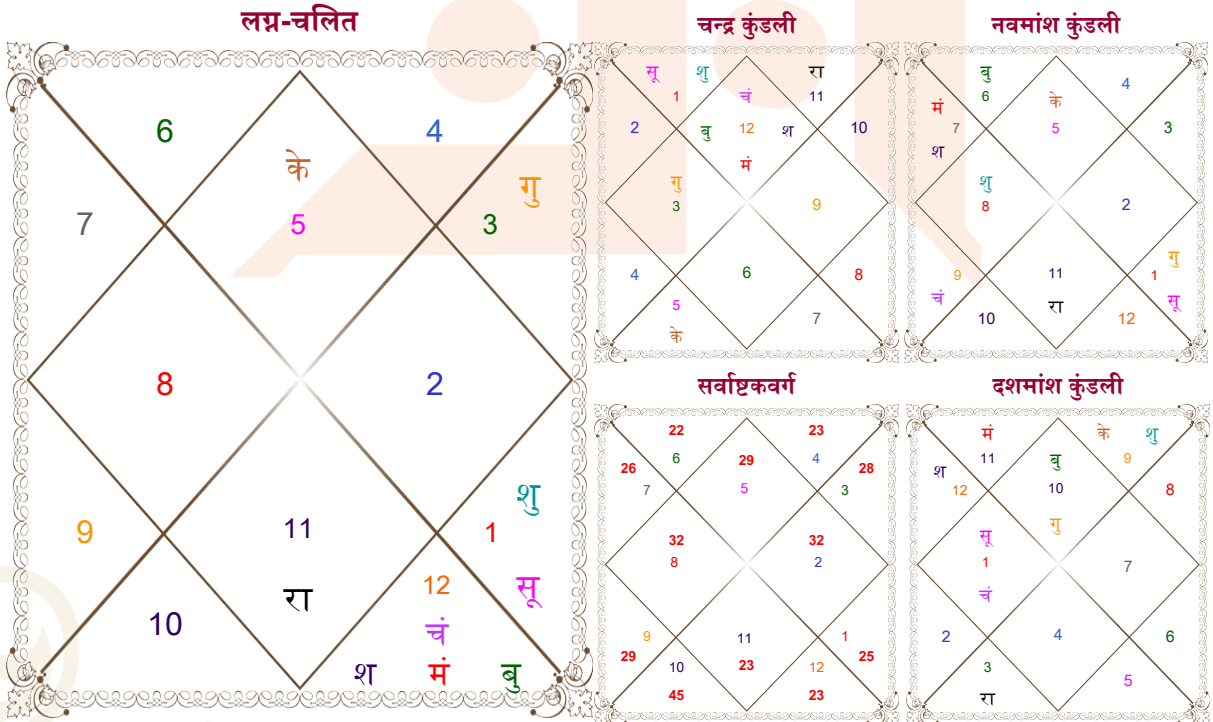 लग्न-चलित
6
4
के
गु
7
5
3
8
2
शु
9
11
1
12
सू
रा
10
चं
श
मं
बु
चन्द्र कुंडली
सू
शु
रा
1
चं
11
2
बु
12
श
10
मं
गु
3
9
4
6
8
5
7
के
नवमांश कुंडली
बु
4
मं
6
के
7
5
3
श
शु
8
2
गु
9
11
1
चं
रा
सू
10
12
सर्वाष्टकवर्ग
22
23
6
29
4
26
28
7
5
3
32
32
8
2
9
11
1
29
10
23
12
25
45
23
दशमांश कुंडली
मं
के
शु
11
बु
9
श
12
10
8
सू
गु
1
7
चं
2
4
6
3
5
रा